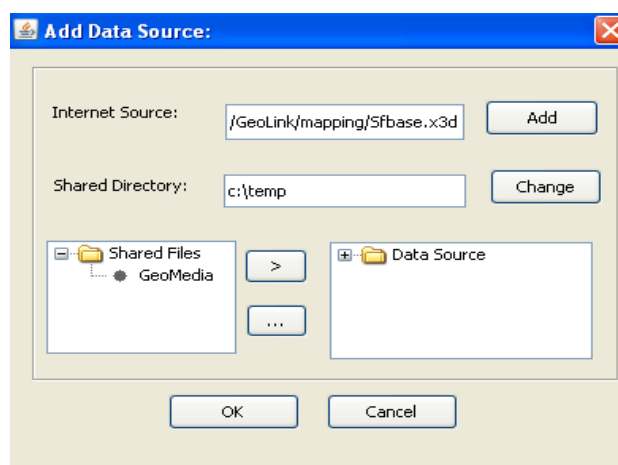 Add Data Source:
Internet Source:
/GeoLink/mapping/Sfbase.x3d
Add
Shared Directory:
c:\temp
Change
Shared Files
GeoMedia
>
...
Data Source
OK
Cancel